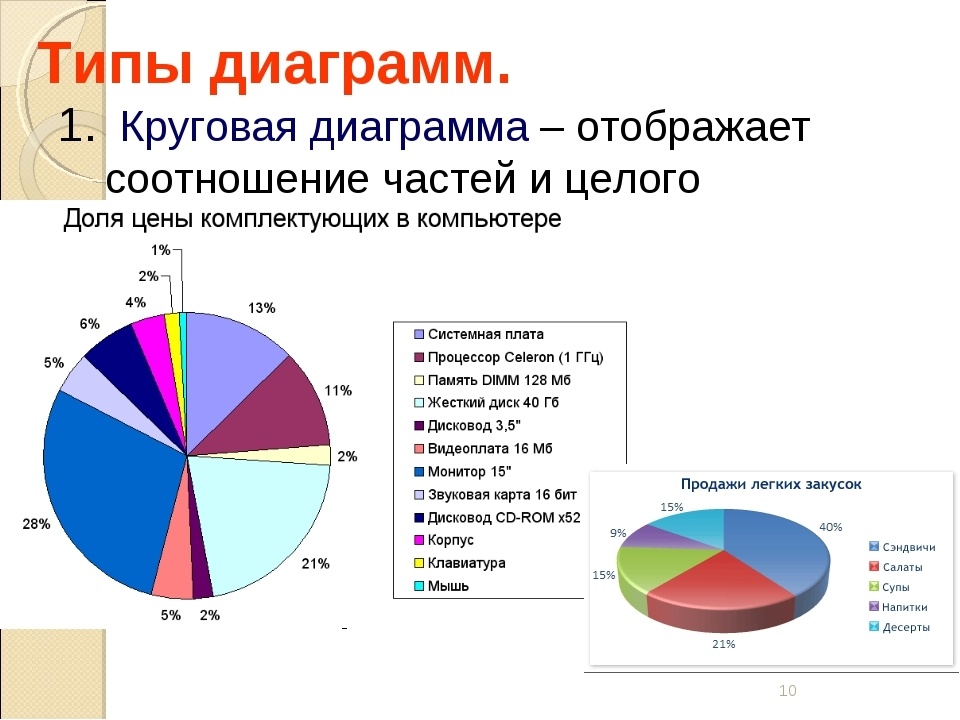 Типы диаграмм.
1. Круговая диаграмма – отображает
соотношение частей и целого
Доля цены комплектующих в компьютере
1%
2%
4%
6%
5%
28%
5%
2%
21%
2%
11%
13%
Системная плата
Процессор Celeron (1 ГГц)
Память DIMM 128 Мб
Жесткий диск 40 Гб
Дисковод 3,5"
Видеоплата 16 Мб
Монитор 15"
Звуковая карта 16 бит
Дисковод CD-ROM x52
Корпус
Клавиатура
Мышь
Продажи легких закусок
15%
9%
15%
21%
40%
Сэндвичи
Салаты
Супы
Напитки
Десерты
10